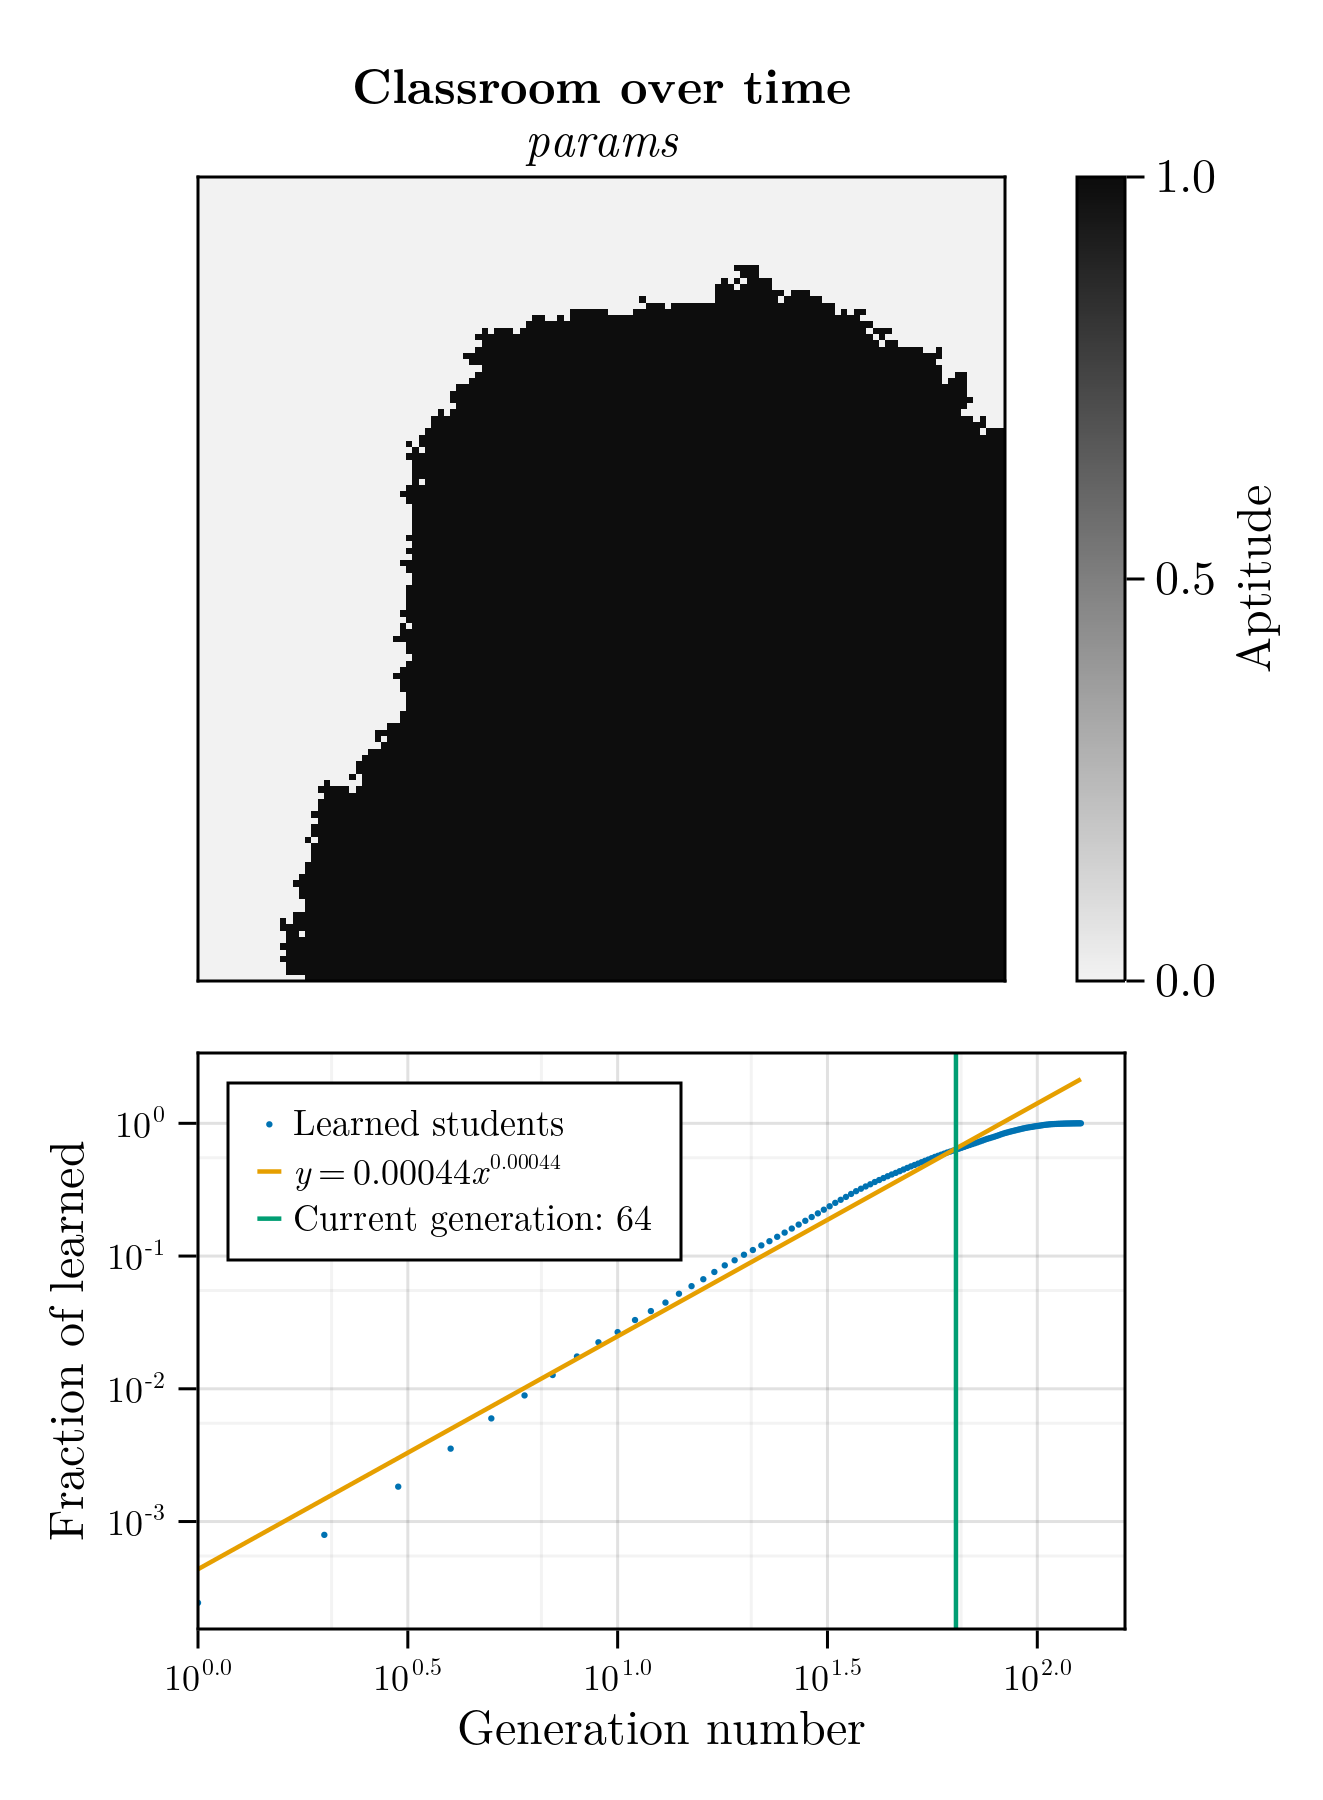 Classroom over time
params
1.0
0.5
0.0
Aptitude
Learned students
y = 0.00044x^0.00044
Current generation: 64
10^0
10^-1
10^-2
10^-3
Fraction of learned
10^0.0 10^0.5 10^1.0 10^1.5 10^2.0
Generation number